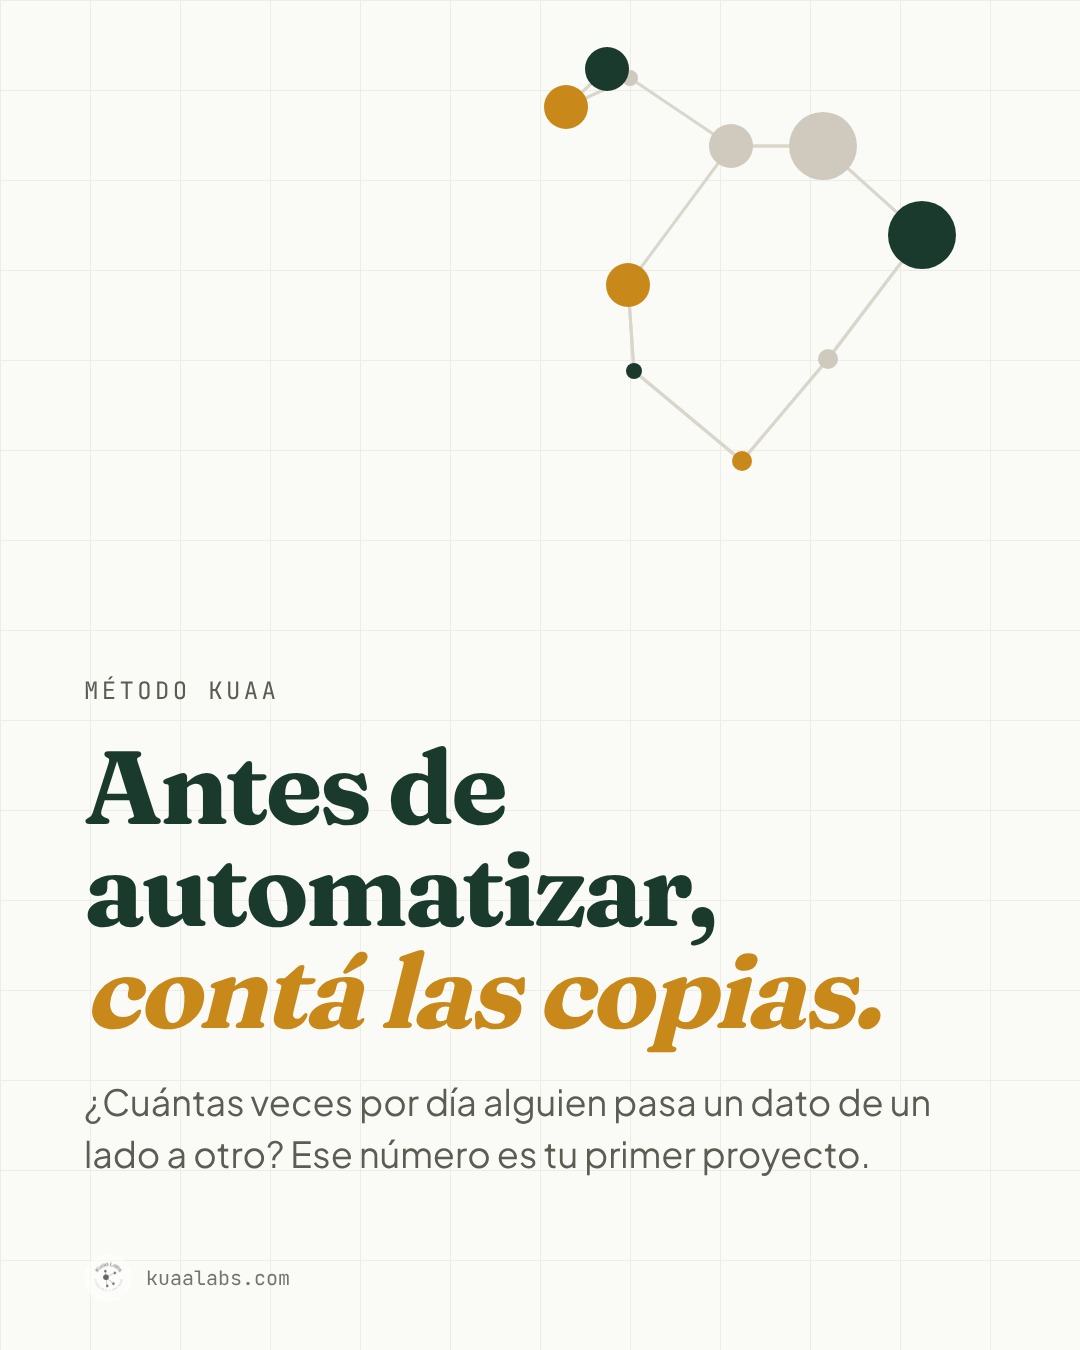 MÉTODO KUAA
Antes de
automatizar,
contá las copias.
¿Cuántas veces por día alguien pasa un dato de un
lado a otro? Ese número es tu primer proyecto.
kuaalabs.com